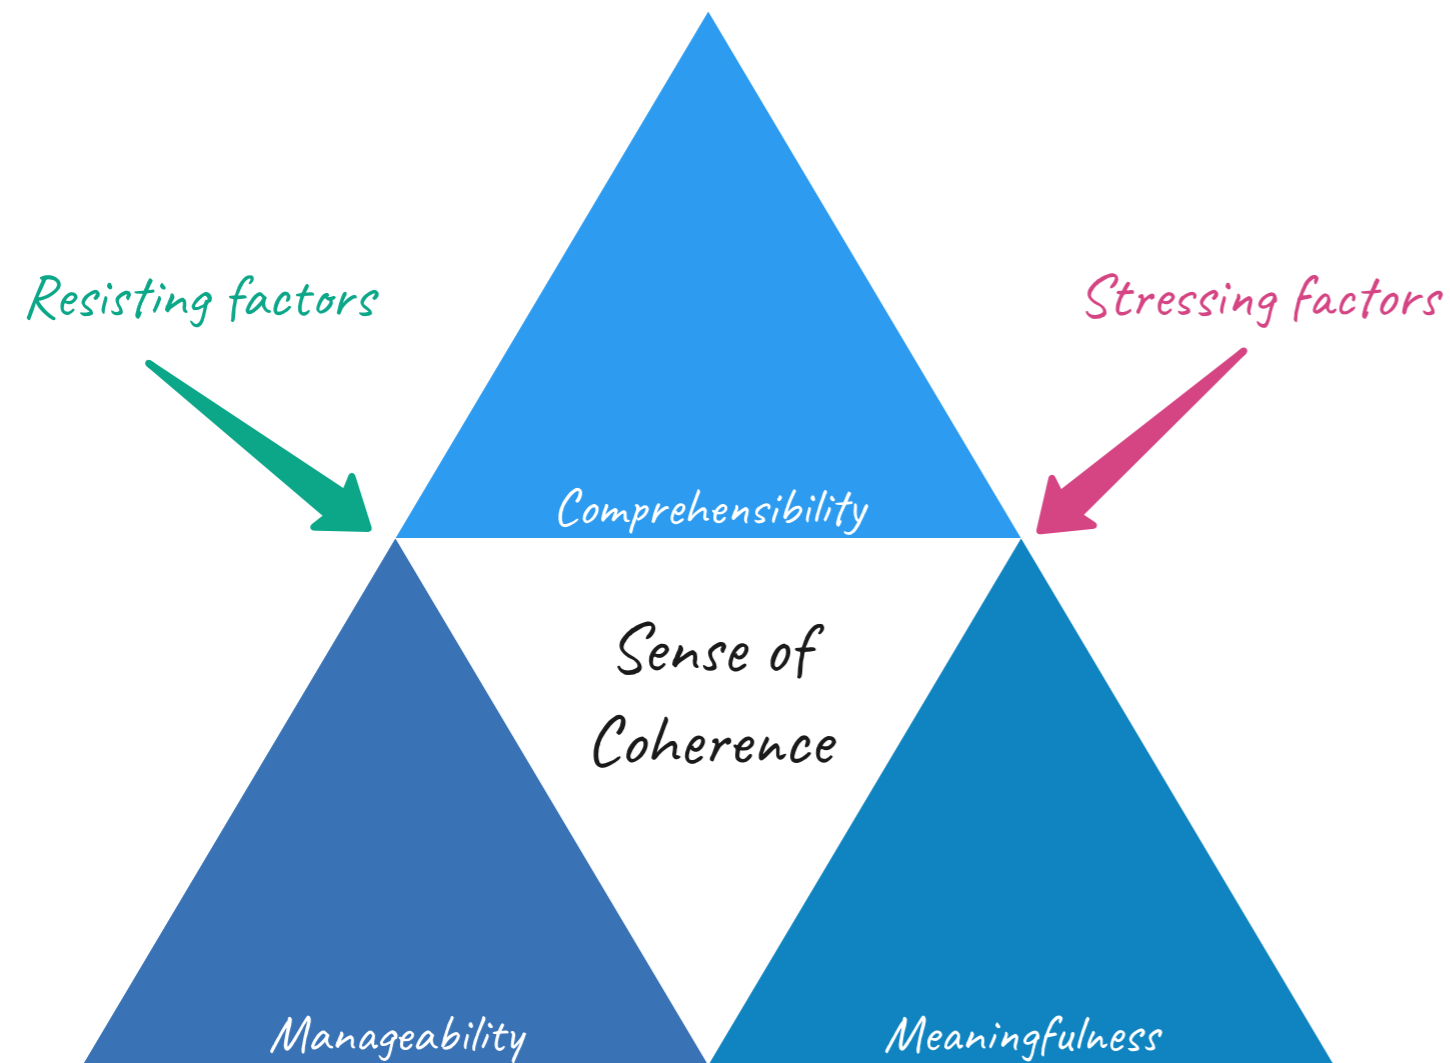 Resisting factors
Stressing factors
Comprehensibility
Sense of
Coherence
Manageability
Meaningfulness